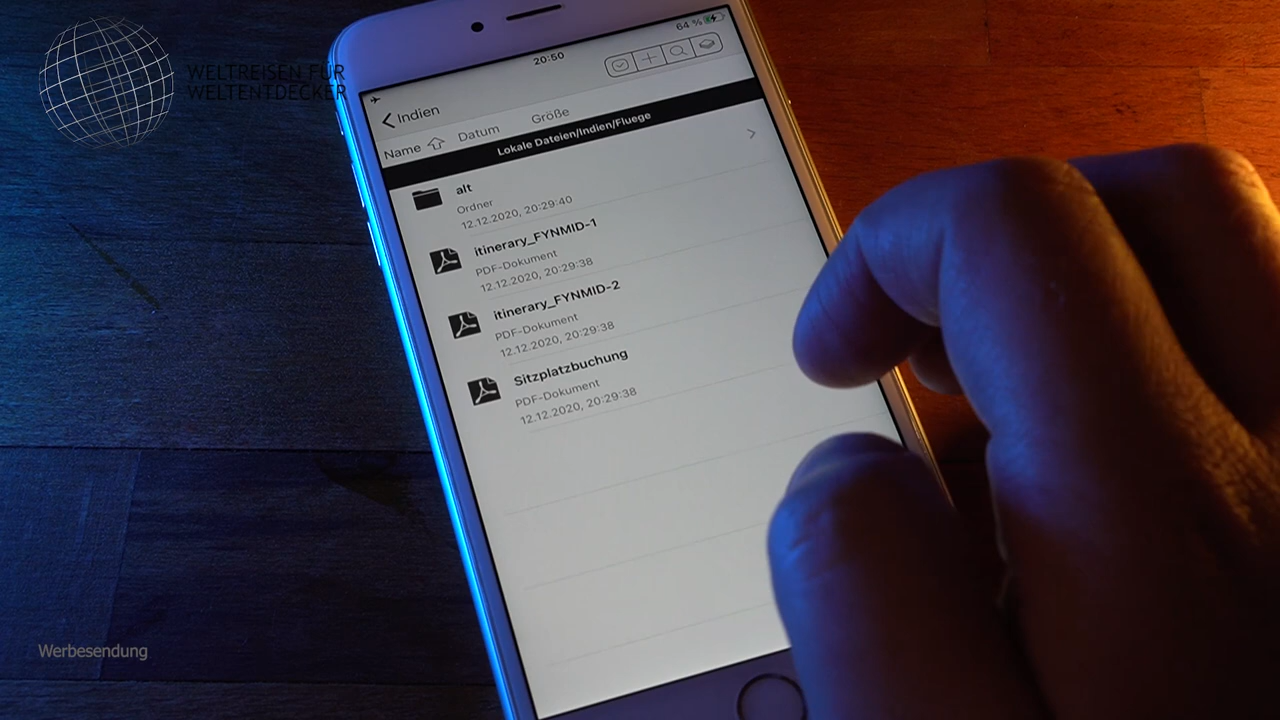 WELTREISEN FÜR
WELTENTDECKER
20:50
64 %
Indien
Name Datum Größe
Lokale Dateien/Indien/Fluege
alt
Ordner
12.12.2020, 20:29:40
itinerary_FYNMID-1
PDF-Dokument
12.12.2020, 20:29:38
itinerary_FYNMID-2
PDF-Dokument
12.12.2020, 20:29:38
Sitzplatzbuchung
PDF-Dokument
12.12.2020, 20:29:38
Werbesendung